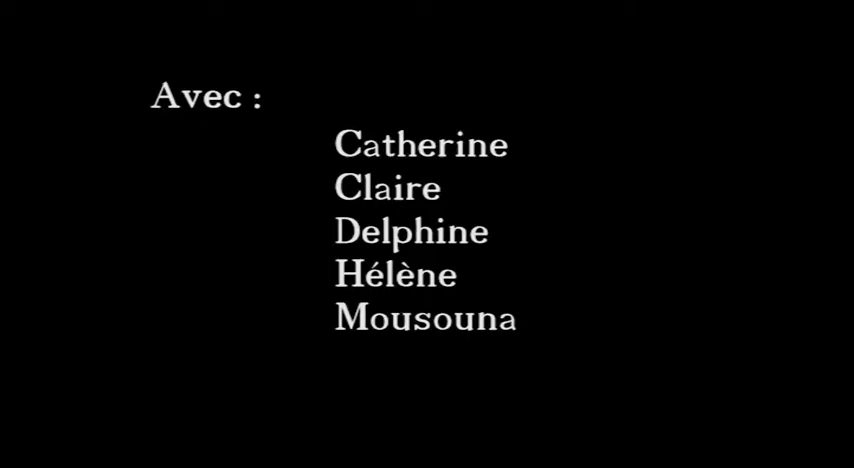 Avec :
Catherine
Claire
Delphine
Hélène
Mousouna